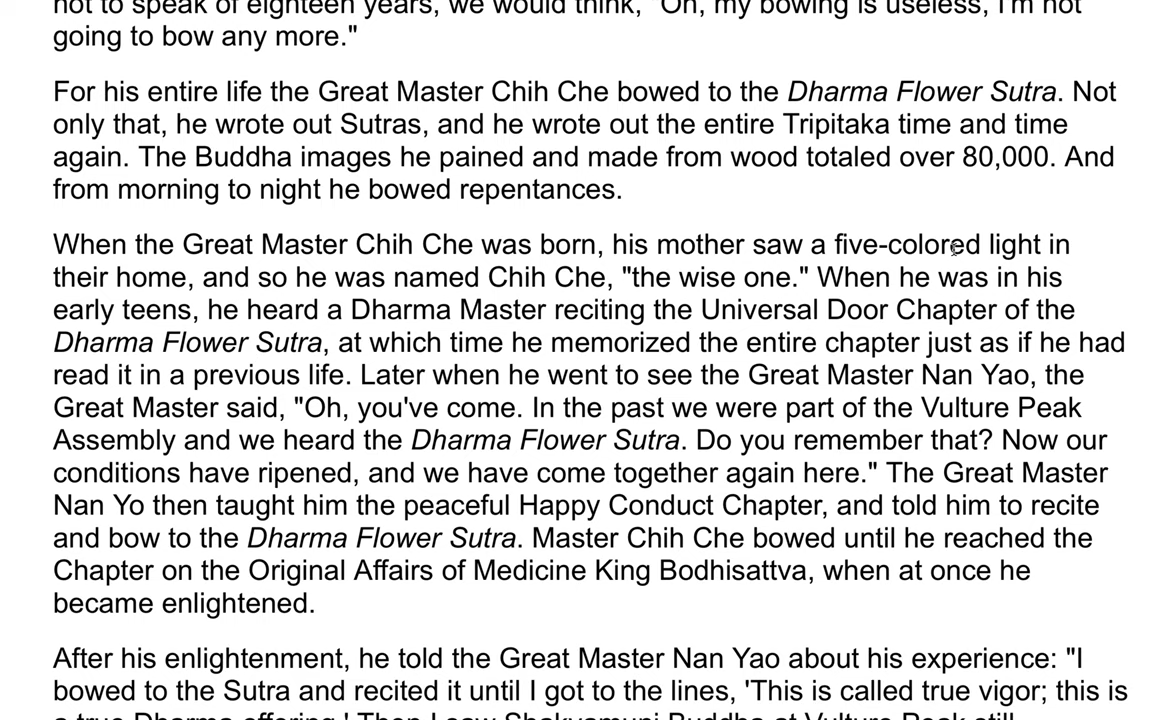 not to speak of eighteen years, we would think, "Oh, my bowing is useless, I'm not
going to bow any more."
For his entire life the Great Master Chih Che bowed to the Dharma Flower Sutra. Not
only that, he wrote out Sutras, and he wrote out the entire Tripitaka time and time
again. The Buddha images he pained and made from wood totaled over 80,000. And
from morning to night he bowed repentances.
When the Great Master Chih Che was born, his mother saw a five-colored light in
their home, and so he was named Chih Che, "the wise one." When he was in his
early teens, he heard a Dharma Master reciting the Universal Door Chapter of the
Dharma Flower Sutra, at which time he memorized the entire chapter just as if he had
read it in a previous life. Later when he went to see the Great Master Nan Yao, the
Great Master said, "Oh, you've come. In the past we were part of the Vulture Peak
Assembly and we heard the Dharma Flower Sutra. Do you remember that? Now our
conditions have ripened, and we have come together again here." The Great Master
Nan Yo then taught him the peaceful Happy Conduct Chapter, and told him to recite
and bow to the Dharma Flower Sutra. Master Chih Che bowed until he reached the
Chapter on the Original Affairs of Medicine King Bodhisattva, when at once he
became enlightened.
After his enlightenment, he told the Great Master Nan Yao about his experience: "I
bowed to the Sutra and recited it until I got to the lines, 'This is called true vigor; this is
a true Dharma offering.' Then I saw Shakyamuni Buddha at Vulture Peak still